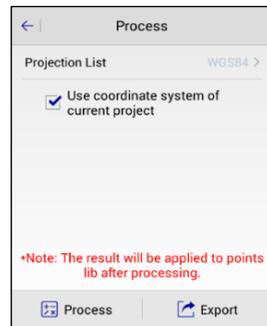 Process
Projection List WGS84 >
Use coordinate system of
current project
*Note: The result will be applied to points
lib after processing.
Process Export